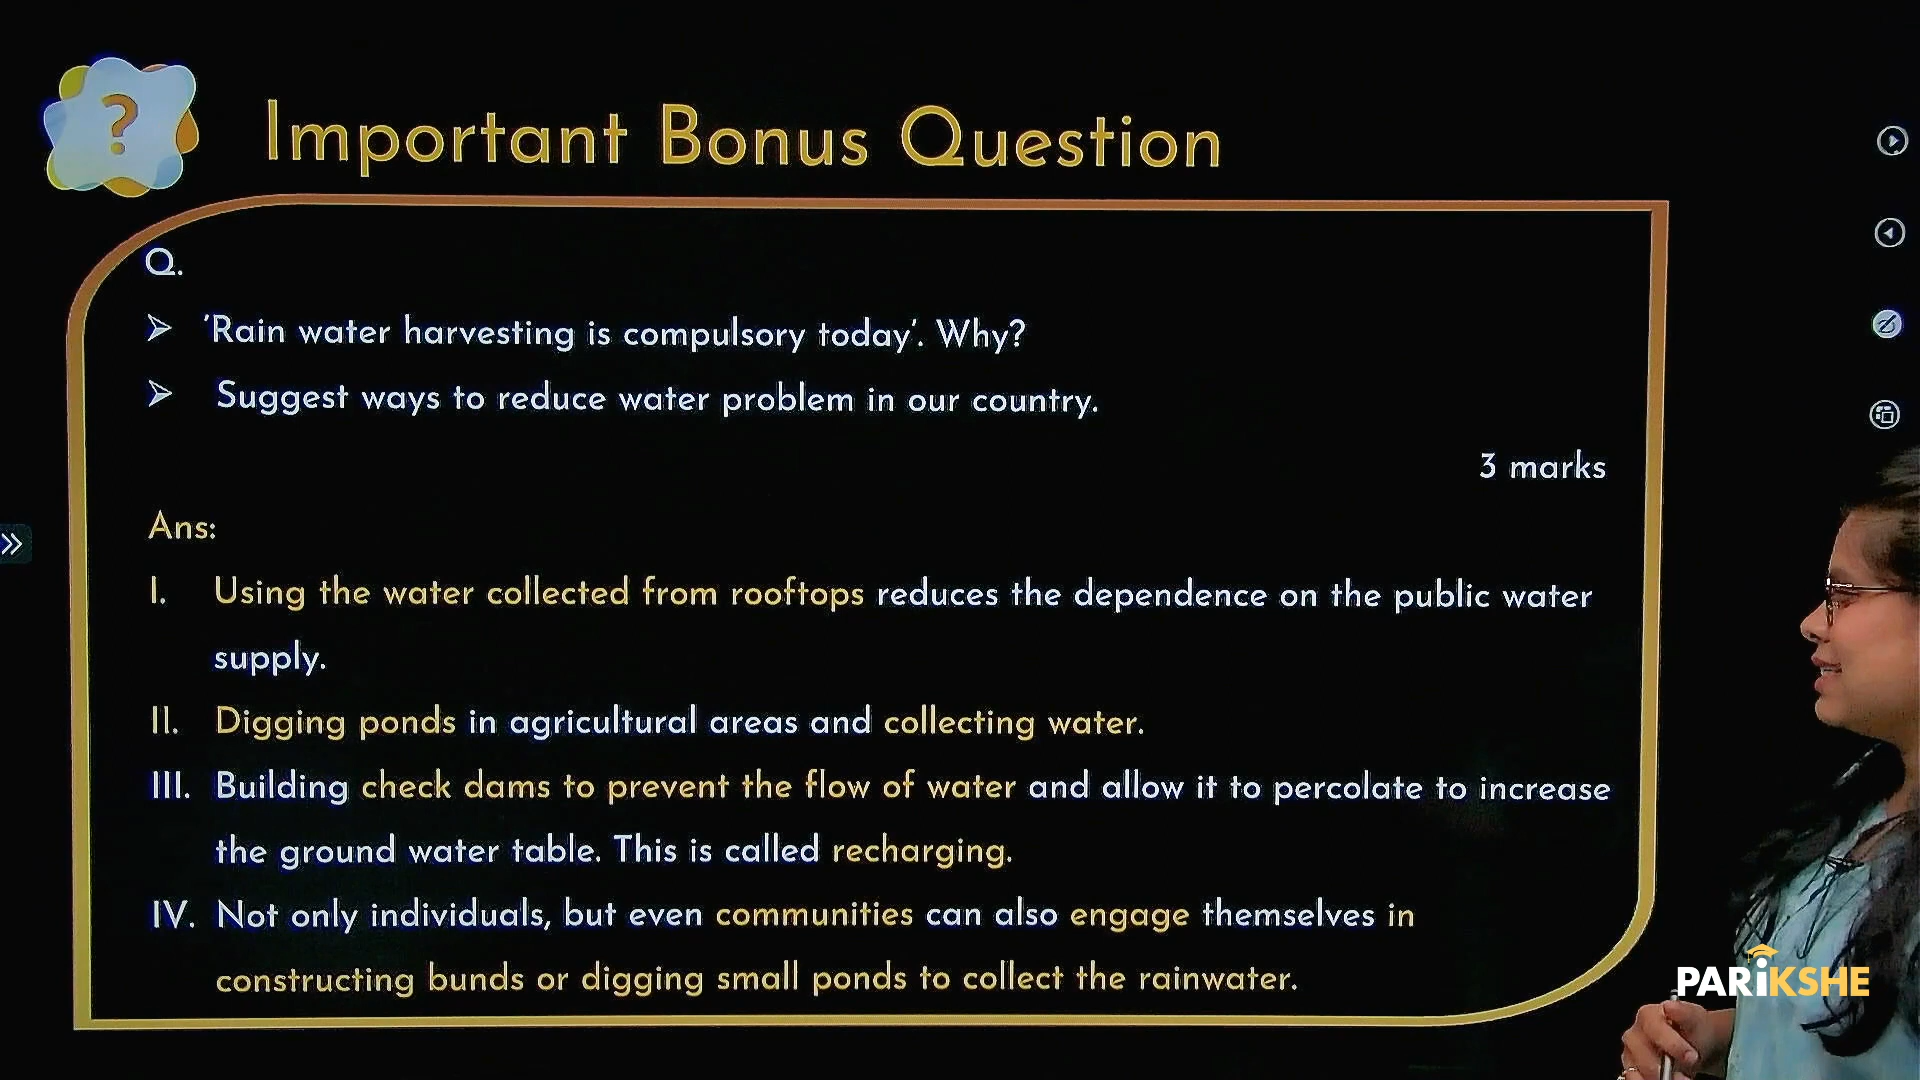 ?
Important Bonus Question
Q.
➢ 'Rain water harvesting is compulsory today'. Why?
➢ Suggest ways to reduce water problem in our country.
3 marks
Ans:
I. Using the water collected from rooftops reduces the dependence on the public water
supply.
II. Digging ponds in agricultural areas and collecting water.
III. Building check dams to prevent the flow of water and allow it to percolate to increase
the ground water table. This is called recharging.
IV. Not only individuals, but even communities can also engage themselves in
constructing bunds or digging small ponds to collect the rainwater.
PARiKSHE